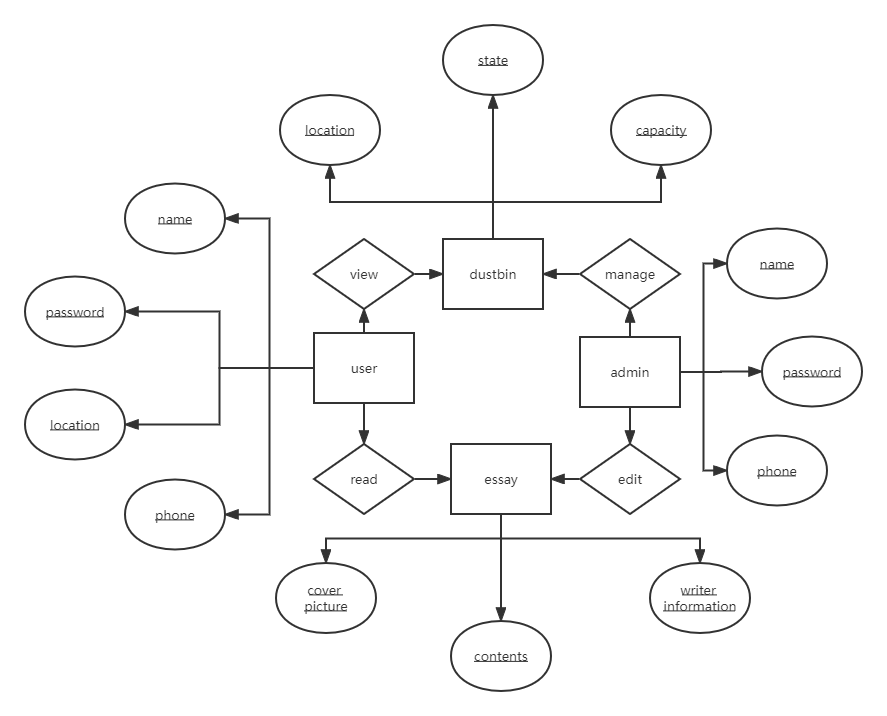 state
location
capacity
name
name
view
dustbin
manage
password
user
admin
password
location
read
essay
edit
phone
phone
cover
picture
writer
information
contents